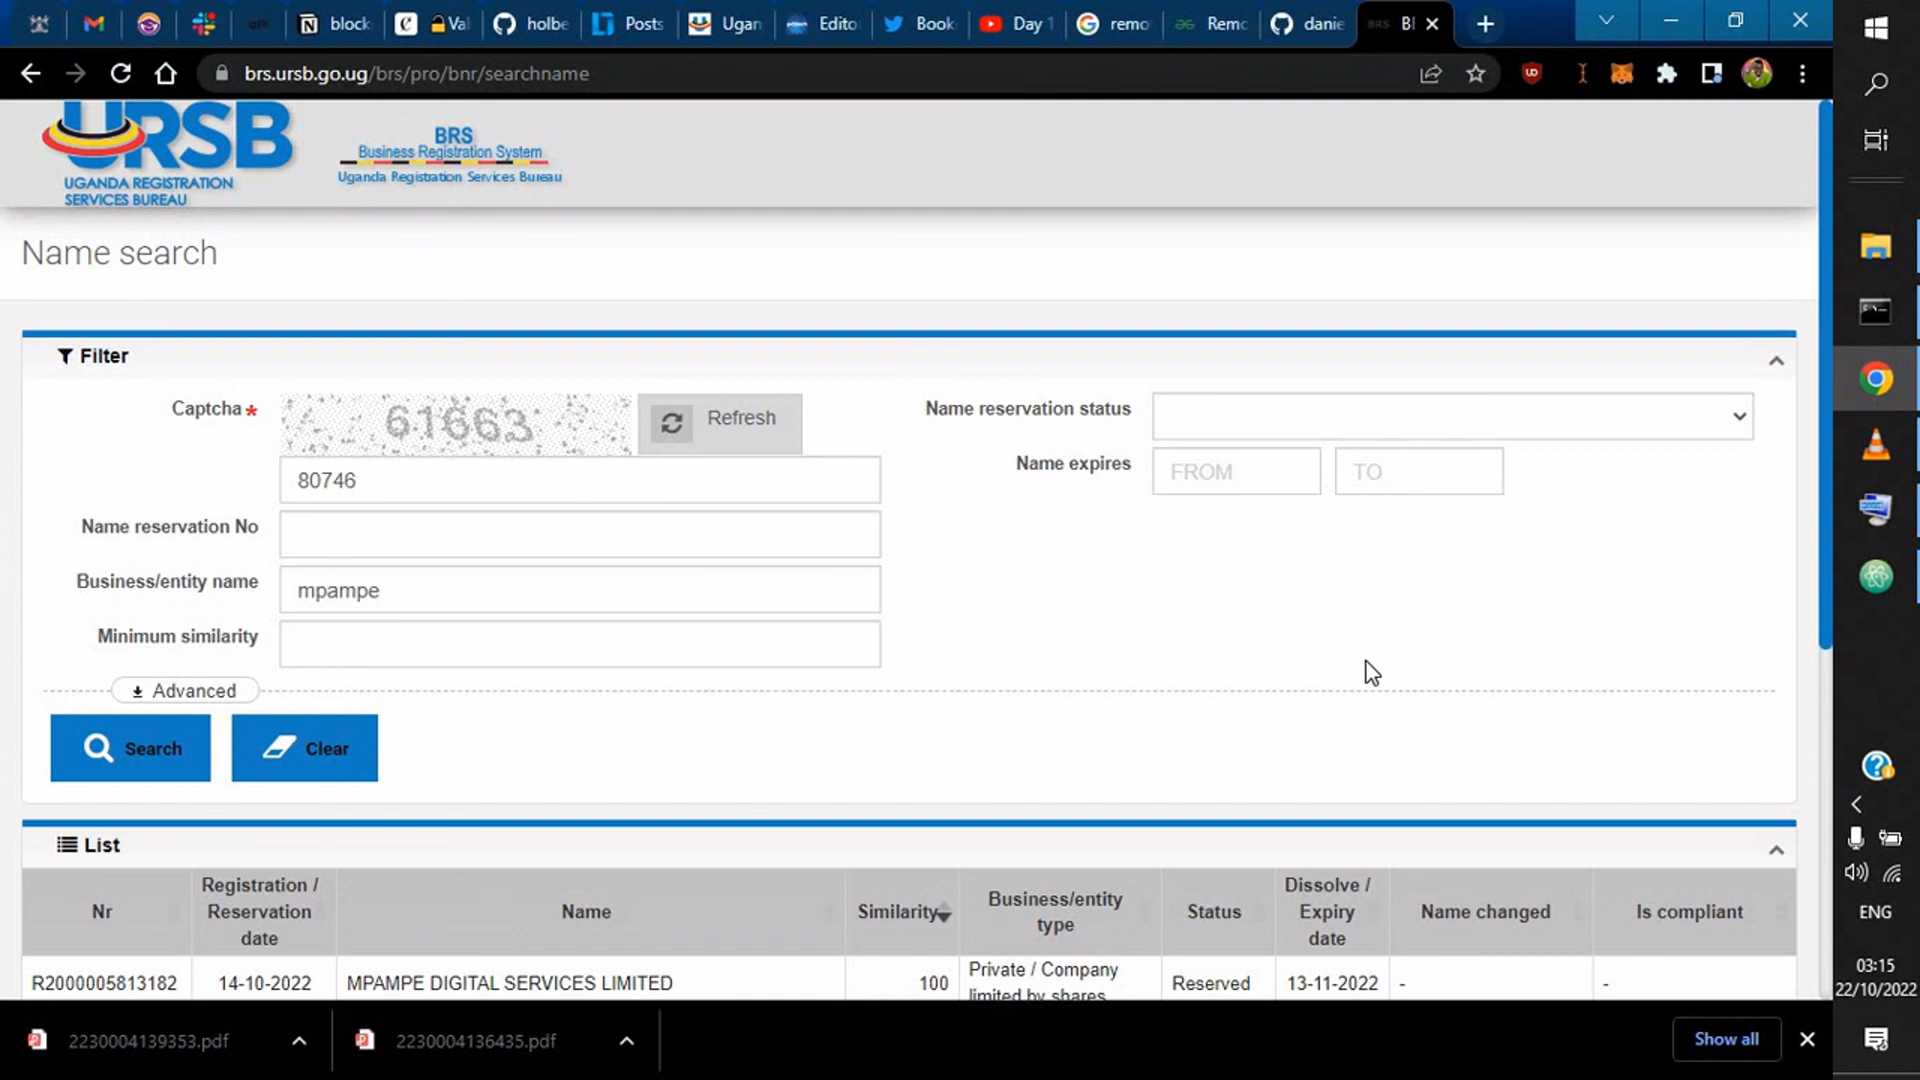 block
Val
holbe
Posts
Ugan
Edito
Book
Day 1
remo
Remc
danie
BRS
brs.ursb.go.ug/brs/pro/bnr/searchname
URSB
UGANDA REGISTRATION
SERVICES BUREAU
BRS
Business Registration System
Uganda Registration Services Bureau
Name search
Filter
Captcha*
61663
Refresh
80746
Name reservation status
Name expires
FROM
TO
Name reservation No
Business/entity name
mpampe
Minimum similarity
Advanced
Search
Clear
List
Nr
Registration /
Reservation
date
Name
Similarity
Business/entity
type
Status
Dissolve /
Expiry
date
Name changed
Is compliant
R2000005813182
14-10-2022
MPAMPE DIGITAL SERVICES LIMITED
100
Private / Company
limited by shares
Reserved
13-11-2022
-
-
2230004139353.pdf
2230004136435.pdf
Show all
ENG
03:15
22/10/2022